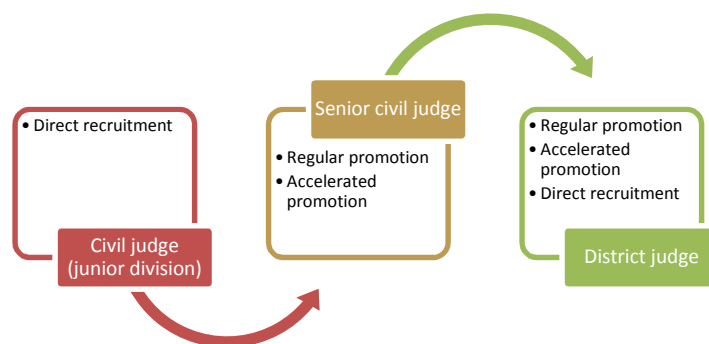 • Direct recruitment
Civil judge
(junior division)
Senior civil judge
• Regular promotion
• Accelerated
promotion
• Regular promotion
• Accelerated
promotion
• Direct recruitment
District judge